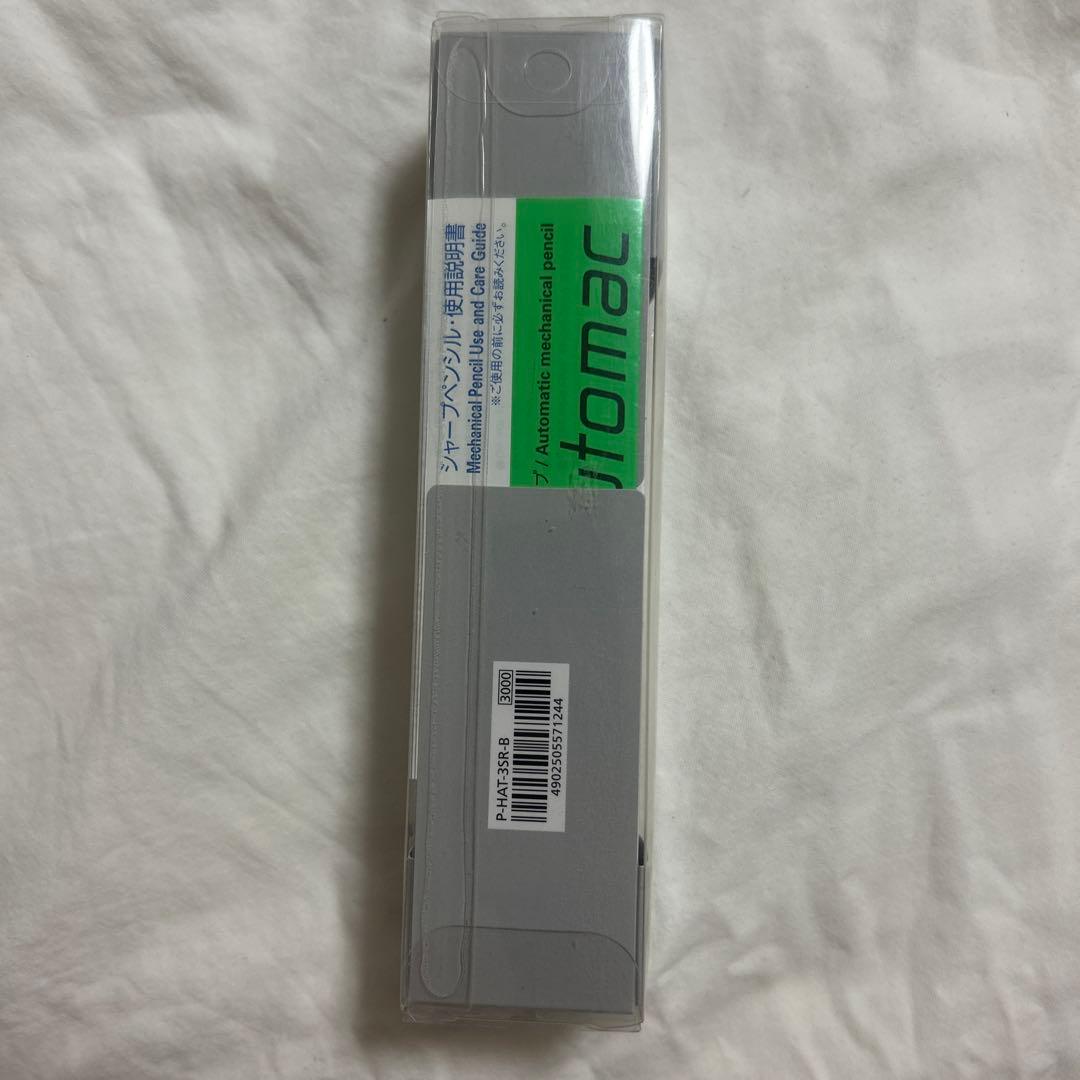 シャープペンシル・使用説明書
Mechanical Pencil Use and Care Guide
※ご使用の前に必ずお読みください。
プ / Automatic mechanical pencil
utomac
P-HAT-3SR-B
3000
4902505571244